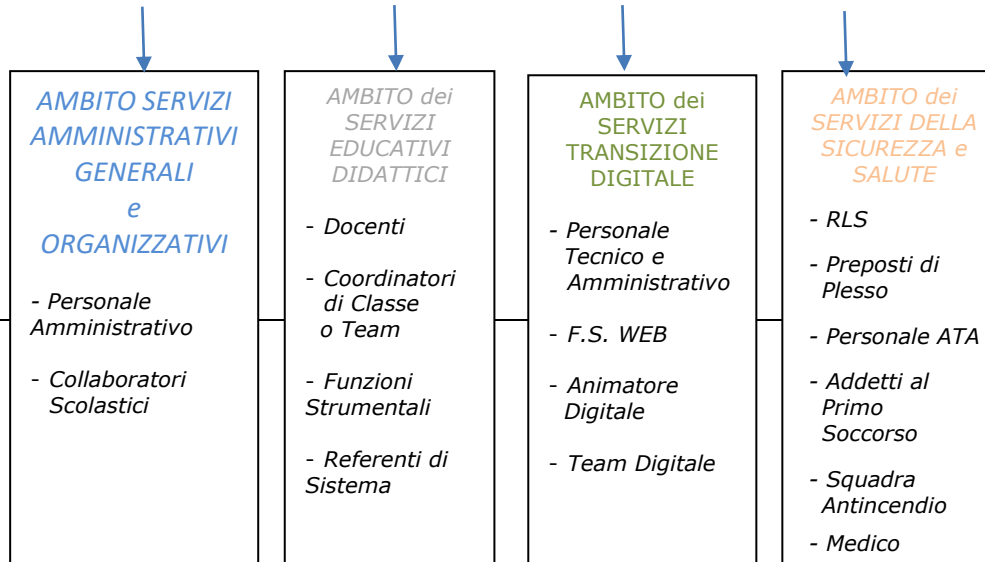 AMBITO SERVIZI
AMMINISTRATIVI
GENERALI
e
ORGANIZZATIVI
- Personale
Amministrativo
- Collaboratori
Scolastici
AMBITO dei
SERVIZI
EDUCATIVI
DIDATTICI
- Docenti
- Coordinatori
di Classe
o Team
- Funzioni
Strumentali
- Referenti di
Sistema
AMBITO dei
SERVIZI
TRANSIZIONE
DIGITALE
- Personale
Tecnico e
Amministrativo
- F.S. WEB
- Animatore
Digitale
- Team Digitale
AMBITO dei
SERVIZI DELLA
SICUREZZA e
SALUTE
- RLS
- Preposti di
Plesso
- Personale ATA
- Addetti al
Primo
Soccorso
- Squadra
Antincendio
- Medico